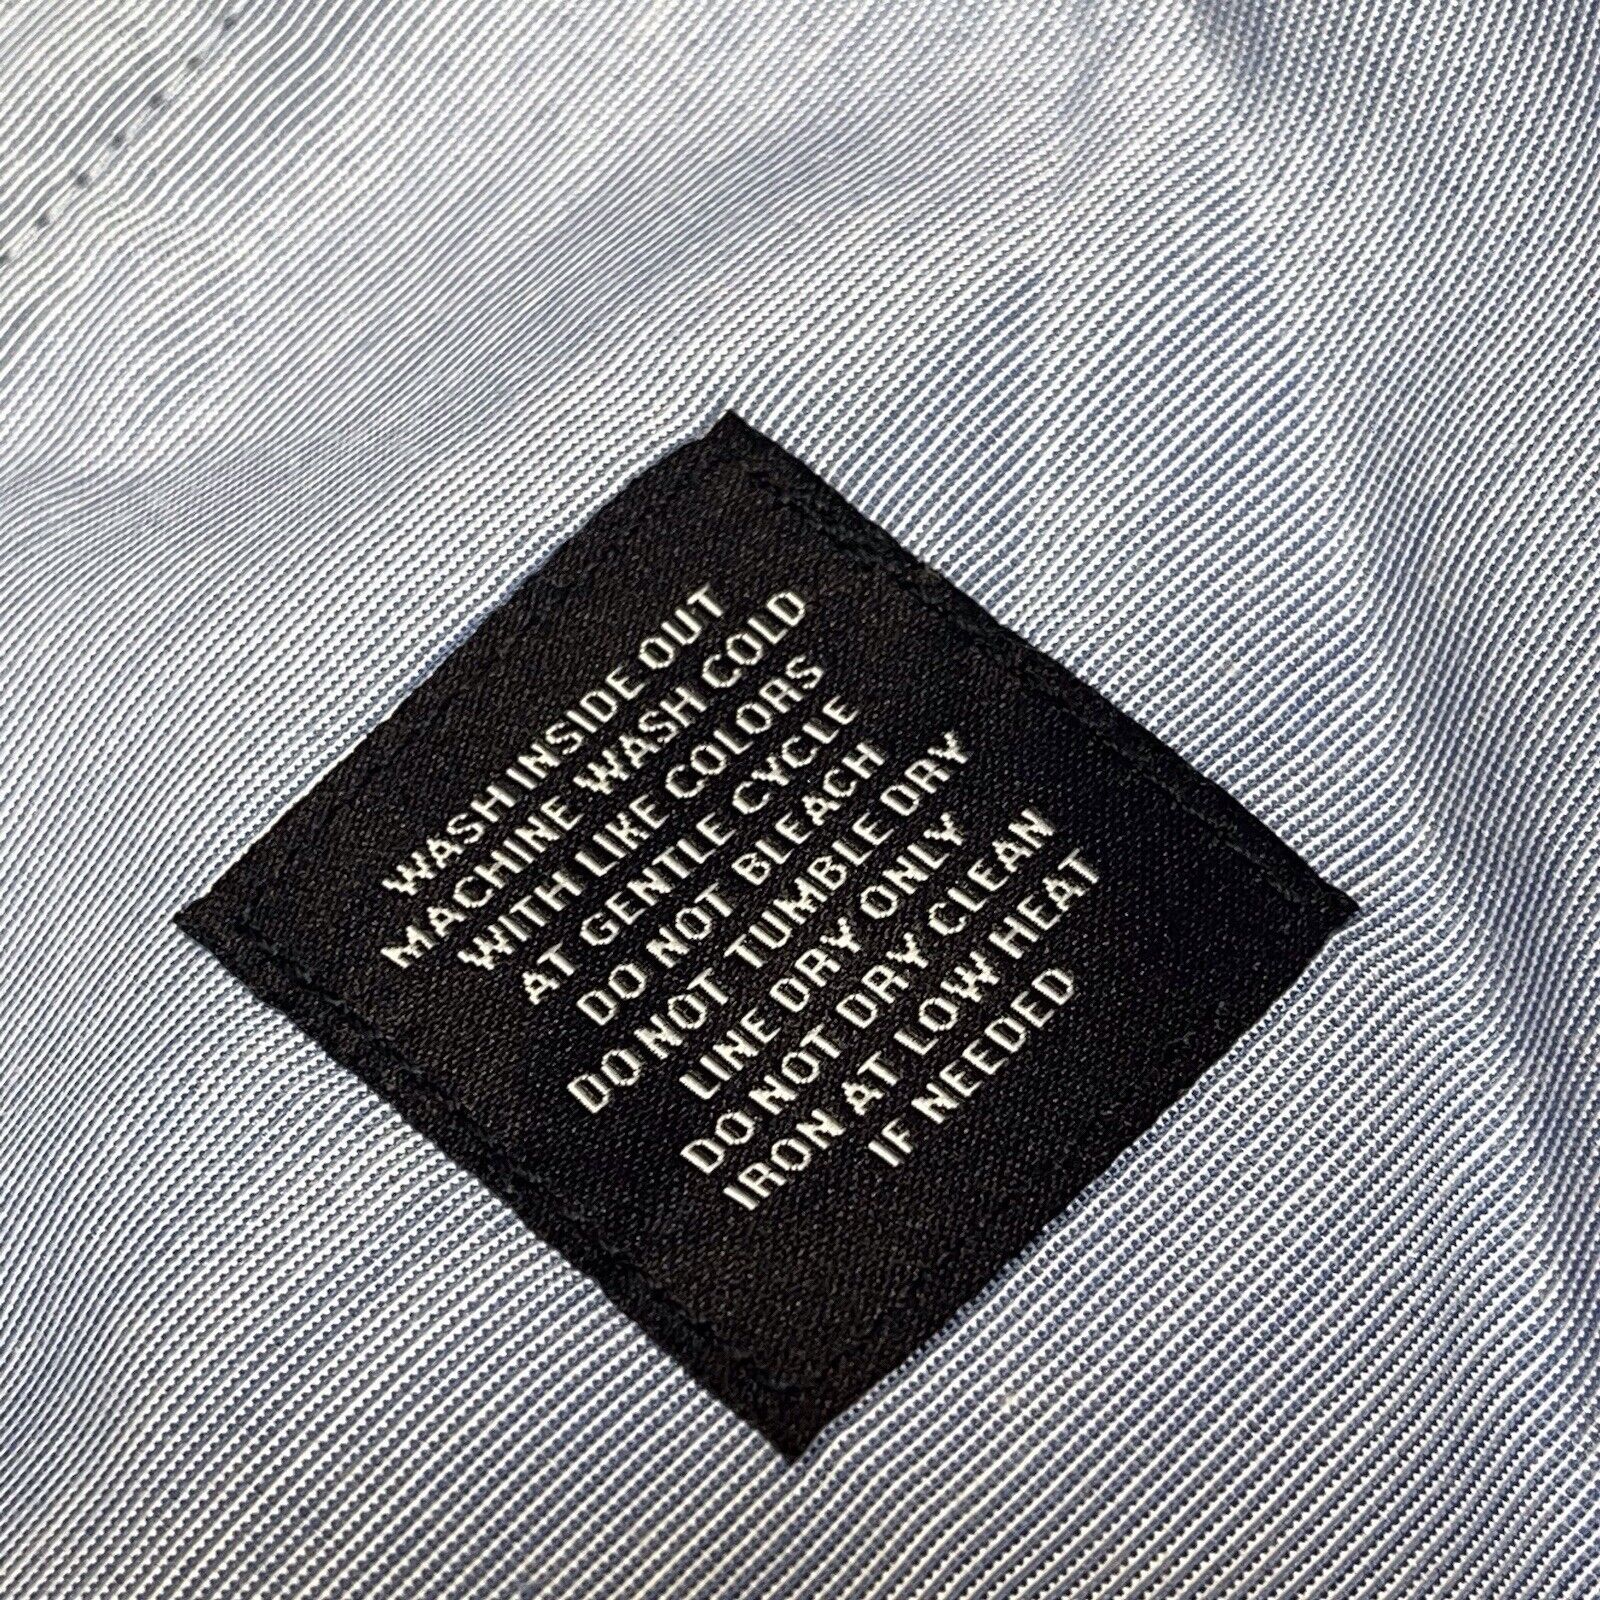 WASH INSIDE OUT
MACHINE WASH COLD
WITH LIKE COLORS
AT GENTLE CYCLE
DO NOT BLEACH
DO NOT TUMBLE DRY
LINE DRY ONLY
DO NOT DRY CLEAN
IRON AT LOW HEAT
IF NEEDED